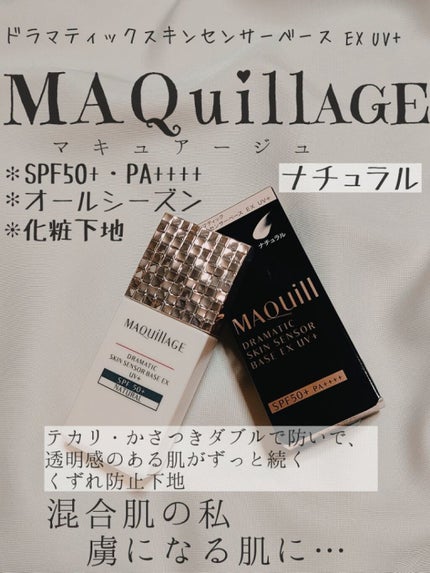 ドラマティックスキンセンサーベース EX UV+
MAQuillAGE
マキュアージュ
*SPF50+・PA++++
ナチュラル
*オールシーズン
※化粧下地
EX UV+
ナチュラル
MAQuillAGE
DRAMATIC
SKIN SENSOR BASE EX
UV+
SPF 50+
NATURAL
MAQuill
DRAMATIC
SKIN SENSOR
BASE EX UV+
SPF50+ PA++++
テカリ・かさつきダブルで防いで、
透明感のある肌がずっと続く
くずれ防止下地
混合肌の私
虜になる肌に…